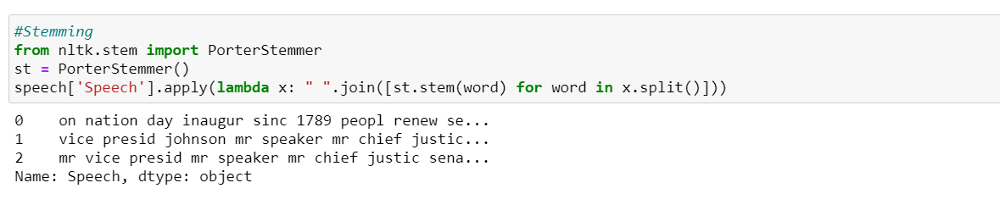 #Stemming
from nltk.stem import PorterStemmer
st = PorterStemmer()
speech['Speech'].apply(lambda x: " ".join([st.stem(word) for word in x.split()]))
0    on nation day inaugur sinc 1789 peopl renew se...
1    vice presid johnson mr speaker mr chief justic...
2    mr vice presid mr speaker mr chief justic sena...
Name: Speech, dtype: object